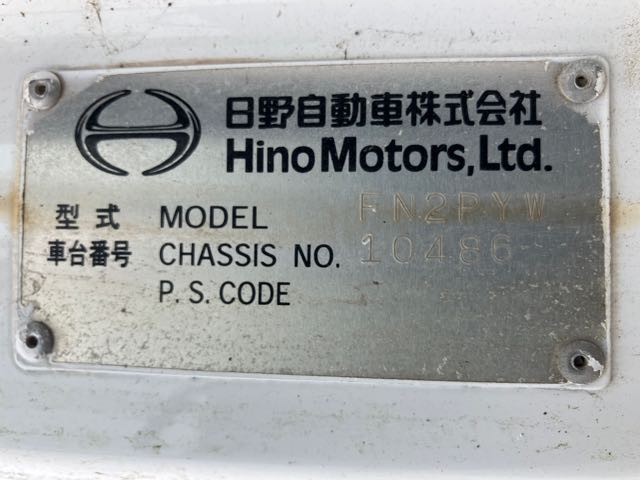 日野自動車株式会社
Hino Motors, Ltd.
型式 MODEL FN2PYW
車台番号 CHASSIS NO. 10486
P. S. CODE